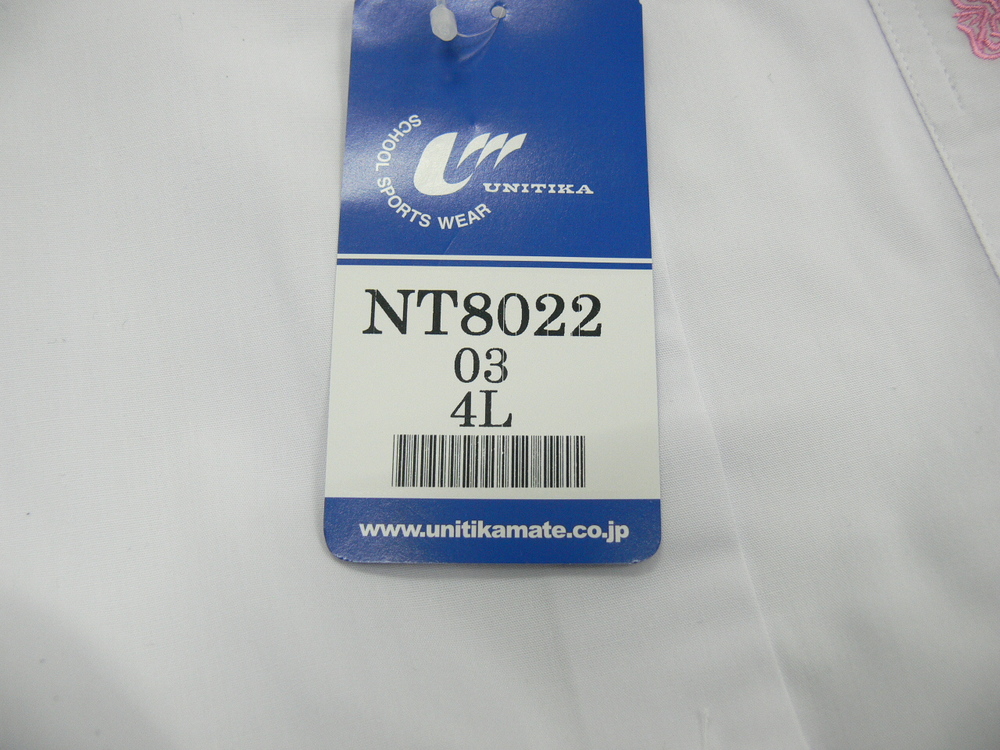 SCHOOL SPORTS WEAR
UNITIKA
NT8022
03
4L
www.unitikamate.co.jp